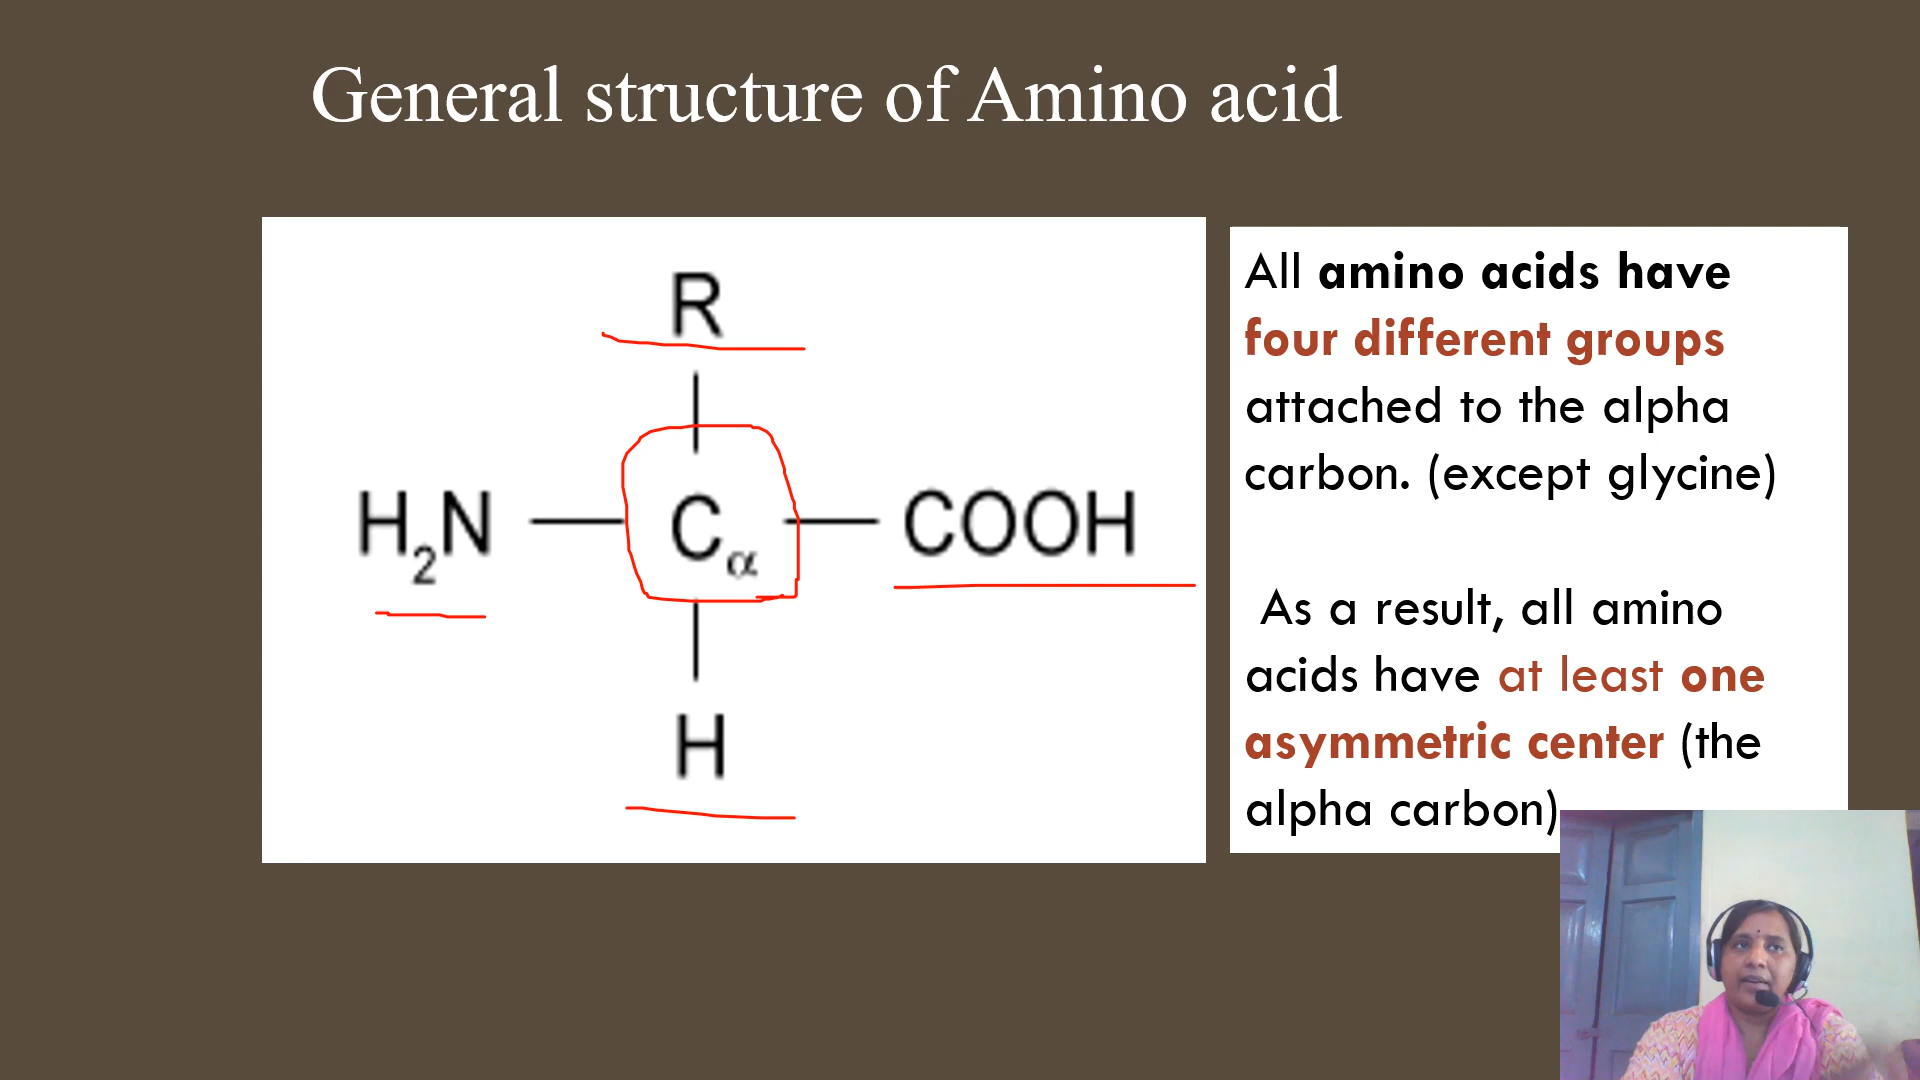 General structure of Amino acid
R
H₂N — Cα — COOH
H
All amino acids have
four different groups
attached to the alpha
carbon. (except glycine)
As a result, all amino
acids have at least one
asymmetric center (the
alpha carbon)